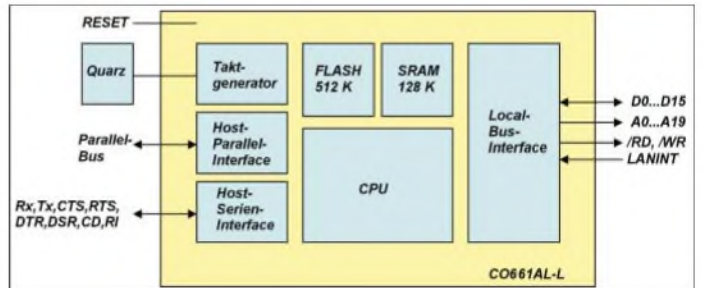 RESET
Quarz
Takt-
generator
FLASH
512 K
SRAM
128 K
Local-
Bus-
Interface
D0...D15
A0...A19
/RD, /WR
LANINT
Parallel-
Bus
Host-
Parallel-
Interface
CPU
Rx,Tx,CTS,RTS,
DTR,DSR,CD,RI
Host-
Serien-
Interface
CO661AL-L